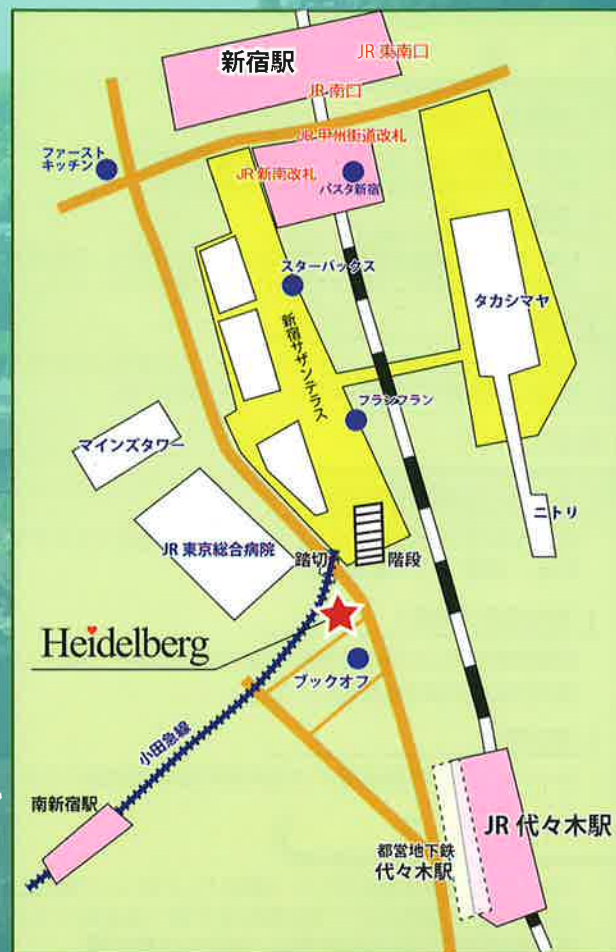 新宿駅
JR 東南口
JR 南口
JR 甲州街道改札
ファースト
キッチン
JR 新南改札
バスタ新宿
スターバックス
新宿サザンテラス
タカシマヤ
フランフラン
マインズタワー
ニトリ
JR 東京総合病院
踏切
階段
Heidelberg
ブックオフ
小田急線
南新宿駅
JR 代々木駅
都営地下鉄
代々木駅